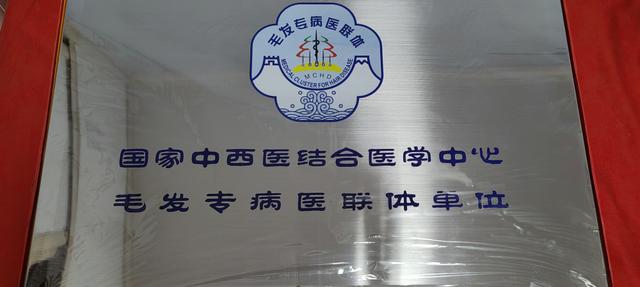 毛发专病医联体
MCHD
MEDICAL CLUSTER FOR HAIR DISEASE
国家中西医结合医学中心
毛发专病医联体单位